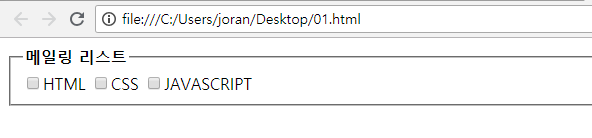 file:///C:/Users/joran/Desktop/01.html
메일링 리스트
HTML CSS JAVASCRIPT